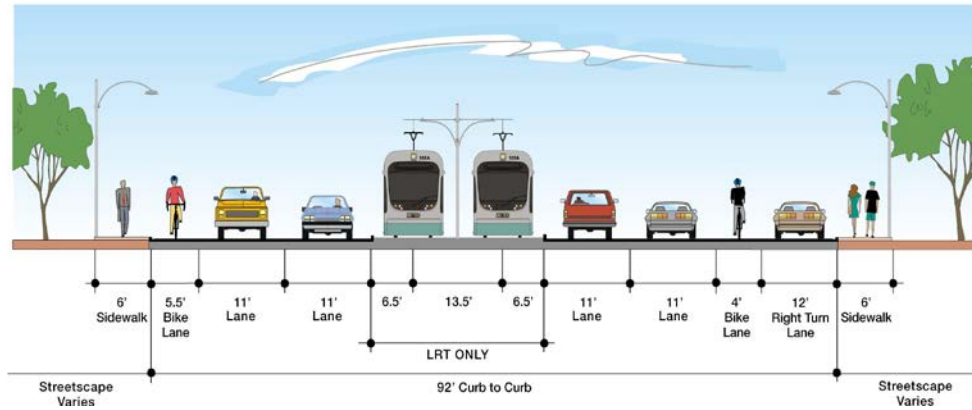 6' 5.5' 11' 11' 6.5' 13.5' 6.5' 11' 11' 4' 12' 6'
Sidewalk Bike Lane Lane Lane Lane Bike Right Turn Sidewalk
Lane Lane Lane
LRT ONLY
Streetscape 92' Curb to Curb Streetscape
Varies Varies